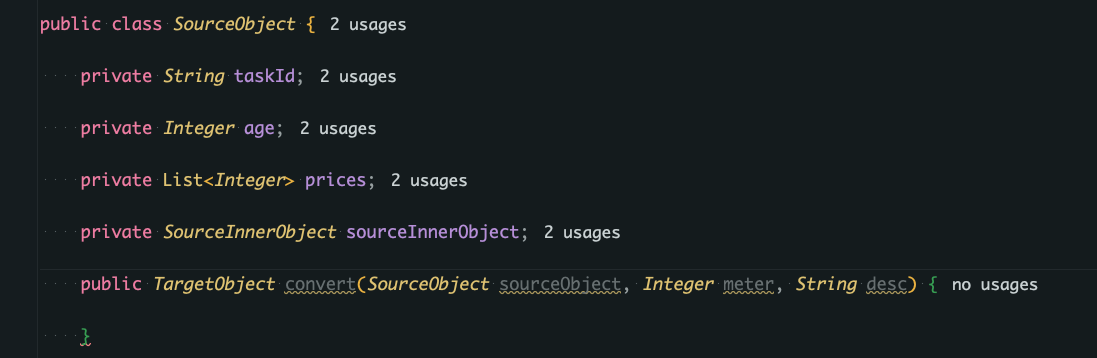 public class SourceObject { 2 usages
private String taskId; 2 usages
private Integer age; 2 usages
private List<Integer> prices; 2 usages
private SourceInnerObject sourceInnerObject; 2 usages
public TargetObject convert(SourceObject sourceObject, Integer meter, String desc) { no usages
}